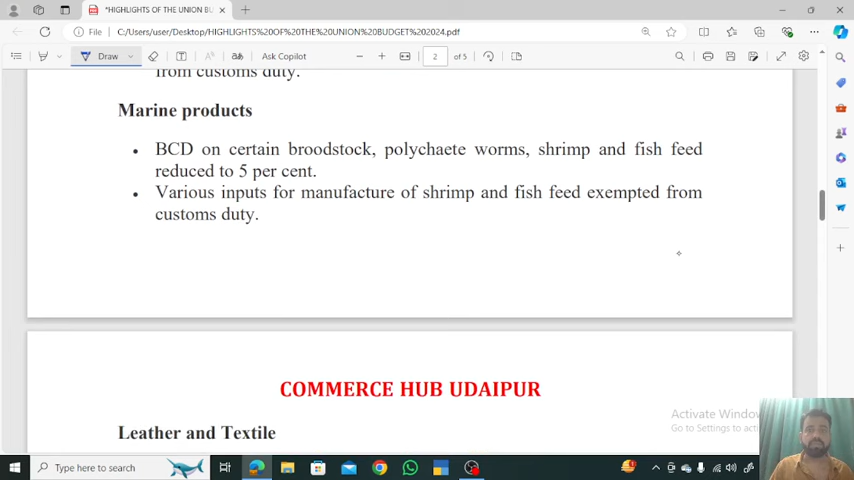 *HIGHLIGHTS OF THE UNION BU
File
C:/Users/user/Desktop/HIGHLIGHTS%20OF%20THE%20UNION%20BUDGET%202024.pdf
Draw
Ask Copilot
2
of 5
from customs duty.
Marine products
• BCD on certain broodstock, polychaete worms, shrimp and fish feed
reduced to 5 per cent.
• Various inputs for manufacture of shrimp and fish feed exempted from
customs duty.
COMMERCE HUB UDAIPUR
Activate Window
Go to Settings to acti
Leather and Textile
Type here to search